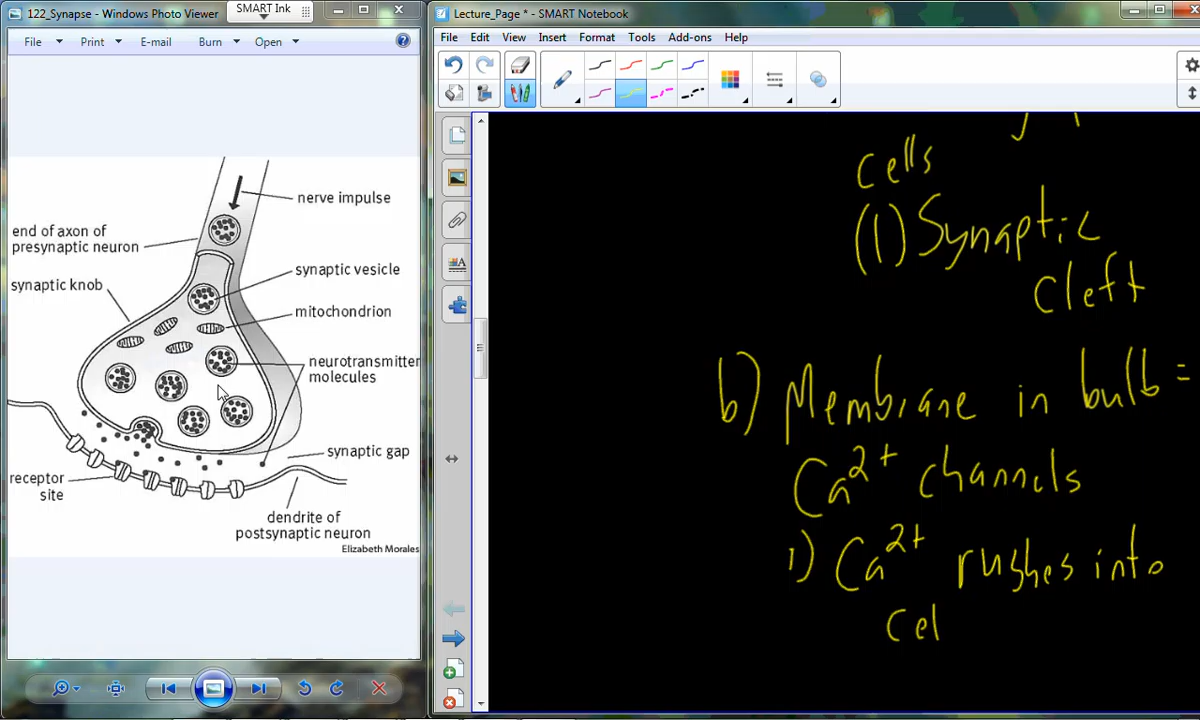 122_Synapse - Windows Photo Viewer
SMART Ink
File Print E-mail Burn Open
nerve impulse
end of axon of
presynaptic neuron
synaptic vesicle
synaptic knob
mitochondrion
neurotransmitter
molecules
synaptic gap
receptor
site
dendrite of
postsynaptic neuron
Elizabeth Morales
Lecture_Page * - SMART Notebook
File Edit View Insert Format Tools Add-ons Help
cells
(1) Synaptic
Cleft
b) Membrane in bulb =
Ca2+ channels
1) Ca2+ rushes into
cel